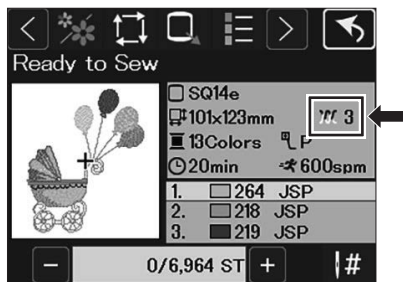 Ready to Sew
SQ14e
101x123mm
3
13Colors
P
20min
600spm
1. 264 JSP
2. 218 JSP
3. 219 JSP
− 0/6,964 ST + #